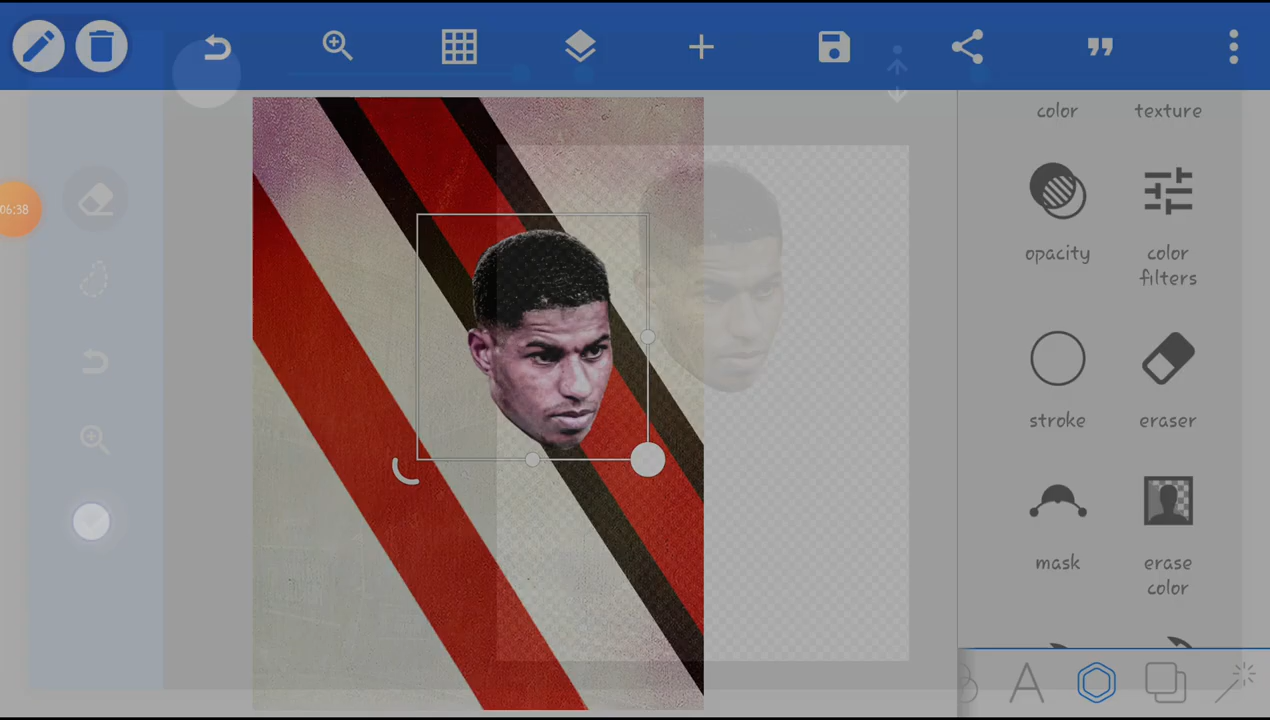 color texture
06:38
opacity color
filters
stroke eraser
mask erase
color